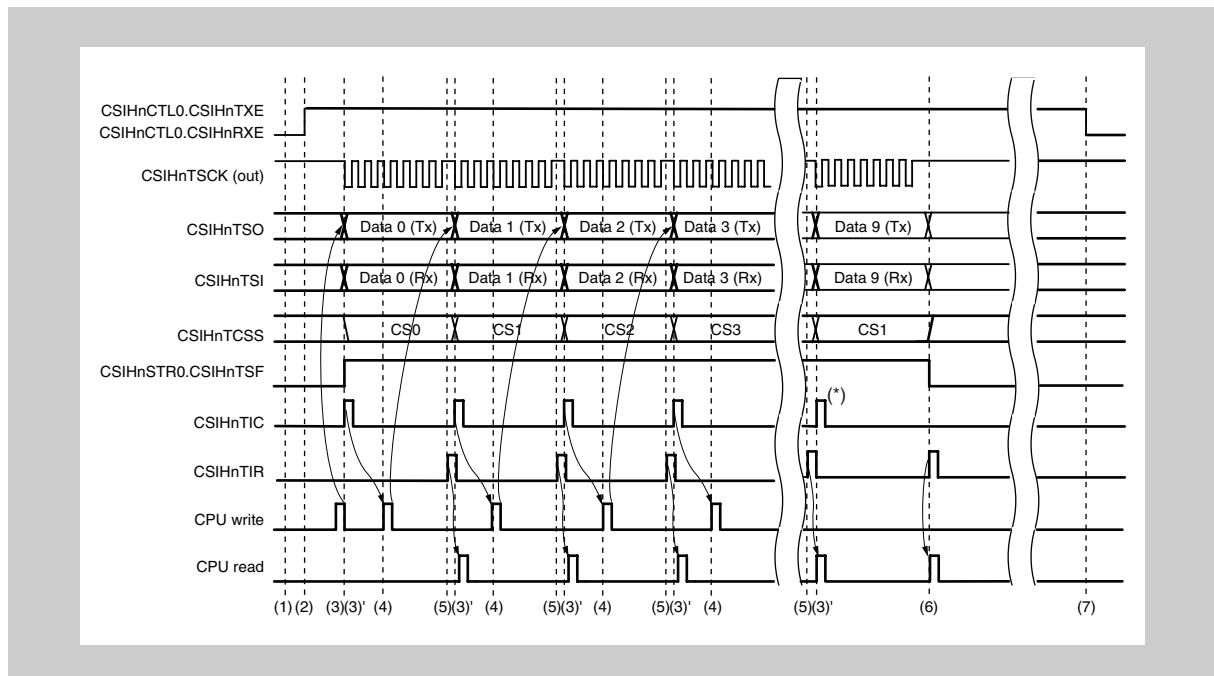 CSIHnCTL0.CSIHnTXE
CSIHnCTL0.CSIHnRXE
CSIHnTSCK (out)
CSIHnTSO Data 0 (Tx) Data 1 (Tx) Data 2 (Tx) Data 3 (Tx) Data 9 (Tx)
CSIHnTSI Data 0 (Rx) Data 1 (Rx) Data 2 (Rx) Data 3 (Rx) Data 9 (Rx)
CSIHnTCSS CS0 CS1 CS2 CS3 CS1
CSIHnSTR0.CSIHnTSF
(*)
CSIHnTIC
CSIHnTIR
CPU write
CPU read
(1) (2) (3)(3)' (4) (5)(3)' (4) (5)(3)' (4) (5)(3)' (4) (5)(3)' (6) (7)